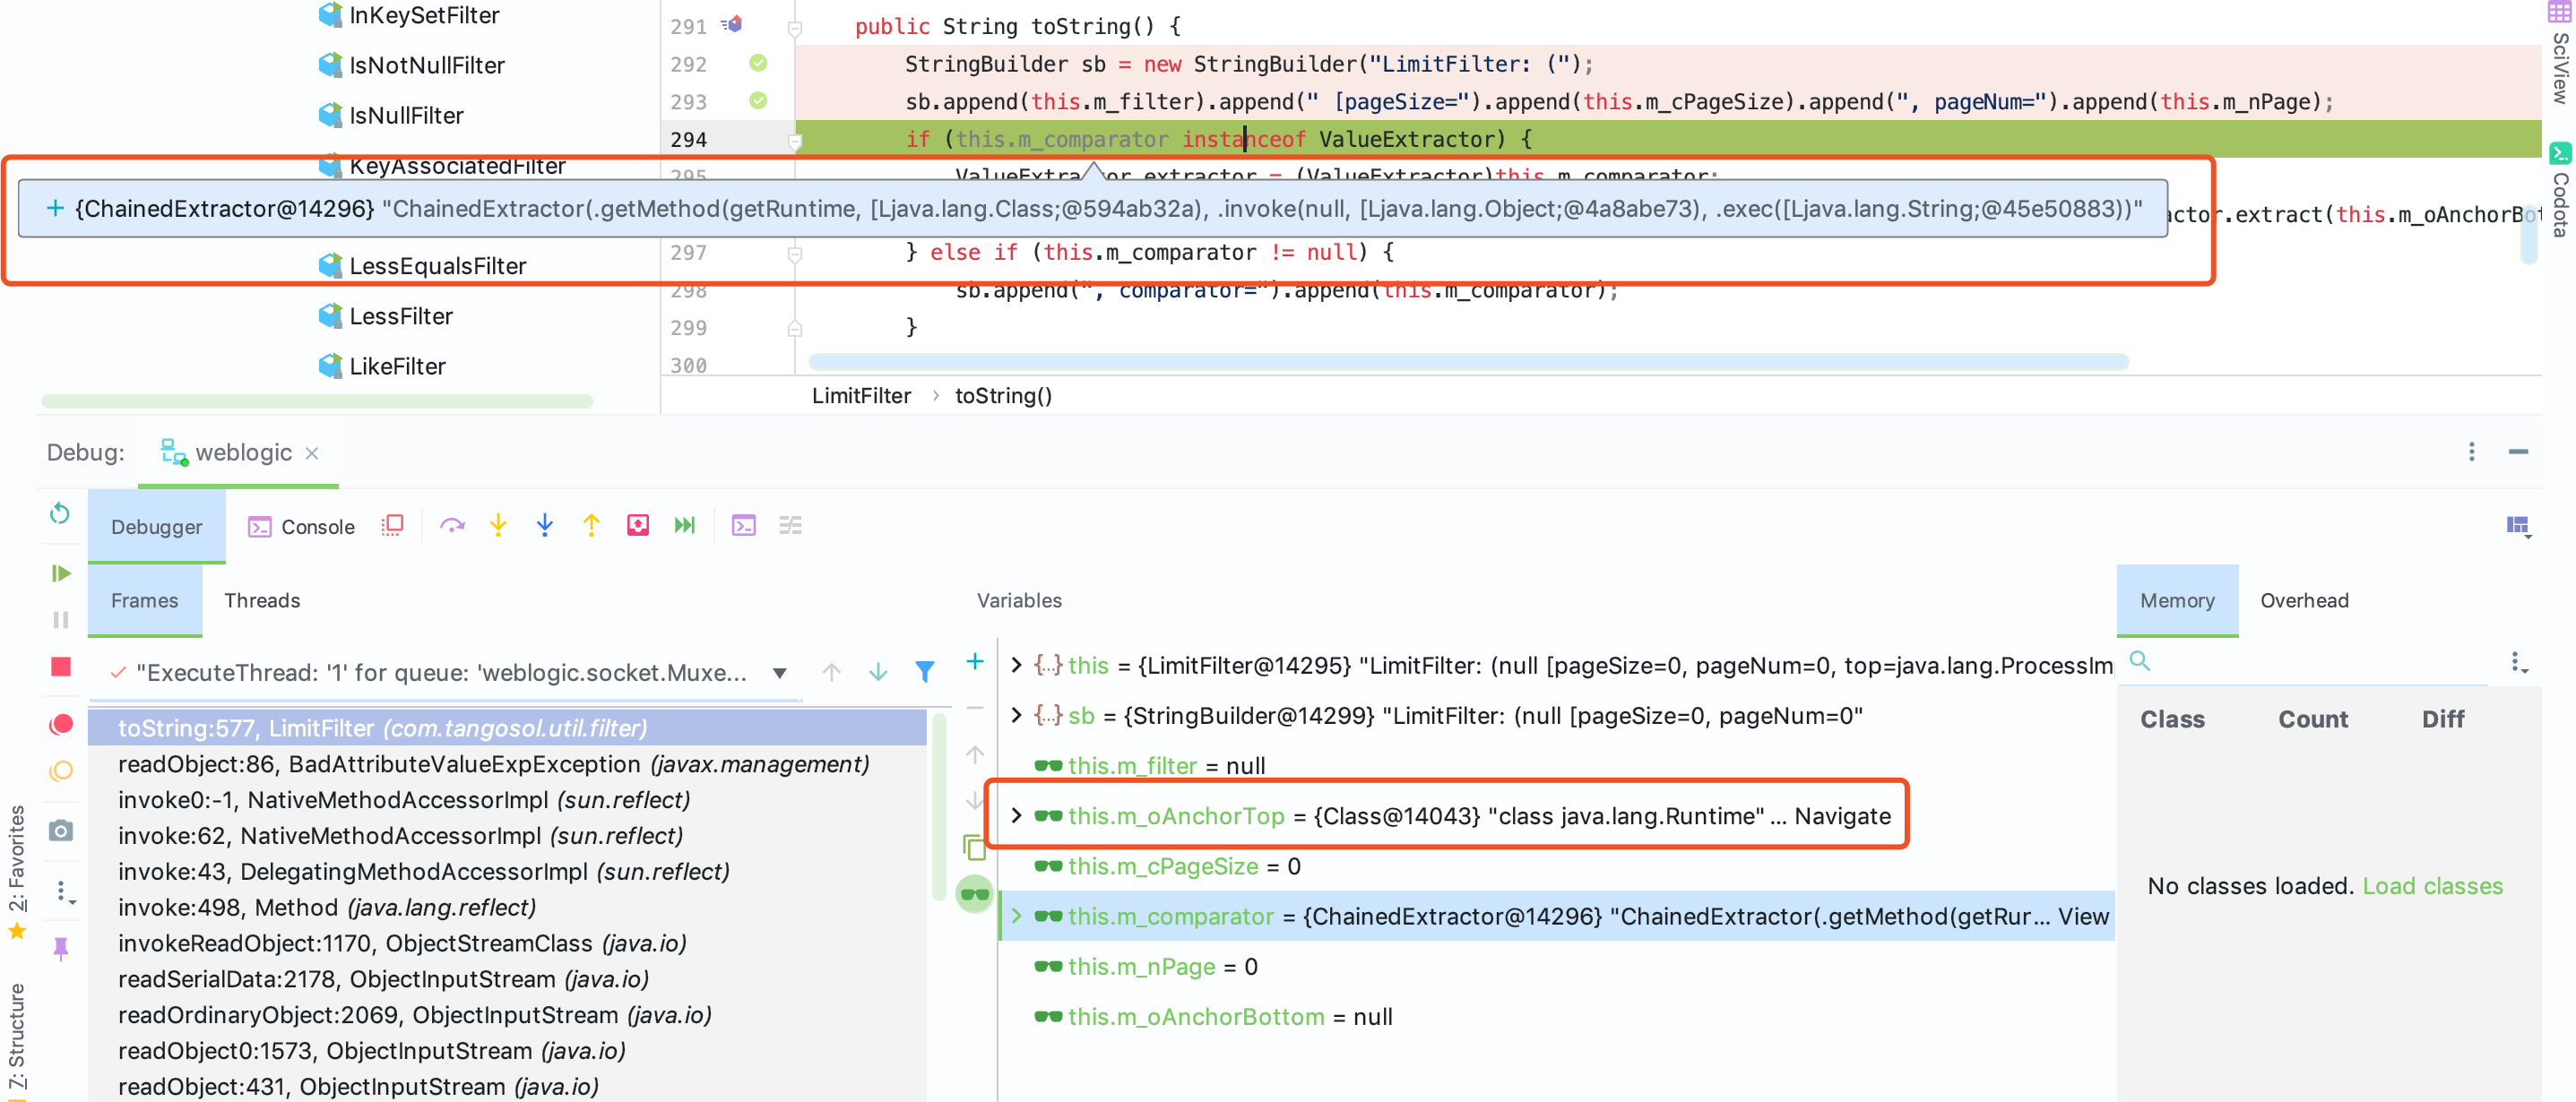 InKeySetFilter
IsNotNullFilter
IsNullFilter
KeyAssociatedFilter
LessEqualsFilter
LessFilter
LikeFilter
291 public String toString() {
292 StringBuilder sb = new StringBuilder("LimitFilter: (");
293 sb.append(this.m_filter).append(" [pageSize=").append(this.m_cPageSize).append(", pageNum=").append(this.m_nPage);
294 if (this.m_comparator instanceof ValueExtractor) {
295 ValueExtractor extractor = (ValueExtractor)this.m_comparator;
+ {ChainedExtractor@14296} "ChainedExtractor(.getMethod(getRuntime, [Ljava.lang.Class;@594ab32a), .invoke(null, [Ljava.lang.Object;@4a8abe73), .exec([Ljava.lang.String;@45e50883))"
actor.extract(this.m_oAnchorBot
297 } else if (this.m_comparator != null) {
298 sb.append(", comparator=").append(this.m_comparator);
299 }
300
LimitFilter › toString()
SciView
Codota
Debug: weblogic ×
Debugger Console
Frames Threads
"ExecuteThread: '1' for queue: 'weblogic.socket.Muxe...
toString:577, LimitFilter (com.tangosol.util.filter)
readObject:86, BadAttributeValueExpException (javax.management)
invoke0:-1, NativeMethodAccessorImpl (sun.reflect)
invoke:62, NativeMethodAccessorImpl (sun.reflect)
invoke:43, DelegatingMethodAccessorImpl (sun.reflect)
invoke:498, Method (java.lang.reflect)
invokeReadObject:1170, ObjectStreamClass (java.io)
readSerialData:2178, ObjectInputStream (java.io)
readOrdinaryObject:2069, ObjectInputStream (java.io)
readObject0:1573, ObjectInputStream (java.io)
readObject:431, ObjectInputStream (java.io)
Variables
this = {LimitFilter@14295} "LimitFilter: (null [pageSize=0, pageNum=0, top=java.lang.ProcessIm
sb = {StringBuilder@14299} "LimitFilter: (null [pageSize=0, pageNum=0"
this.m_filter = null
this.m_oAnchorTop = {Class@14043} "class java.lang.Runtime"... Navigate
this.m_cPageSize = 0
this.m_comparator = {ChainedExtractor@14296} "ChainedExtractor(.getMethod(getRur... View
this.m_nPage = 0
this.m_oAnchorBottom = null
Memory Overhead
Class Count Diff
No classes loaded. Load classes
2: Favorites
7: Structure